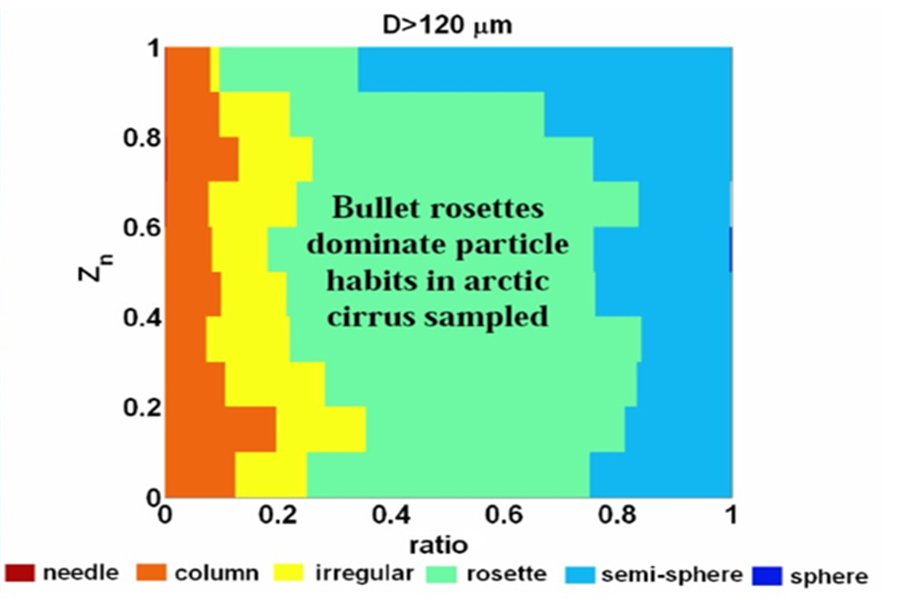 D>120 μm
1
0.8
0.6
0.4
0.2
0
Zn
Bullet rosettes
dominate particle
habits in arctic
cirrus sampled
0 0.2 0.4 0.6 0.8 1
ratio
needle column irregular rosette semi-sphere sphere